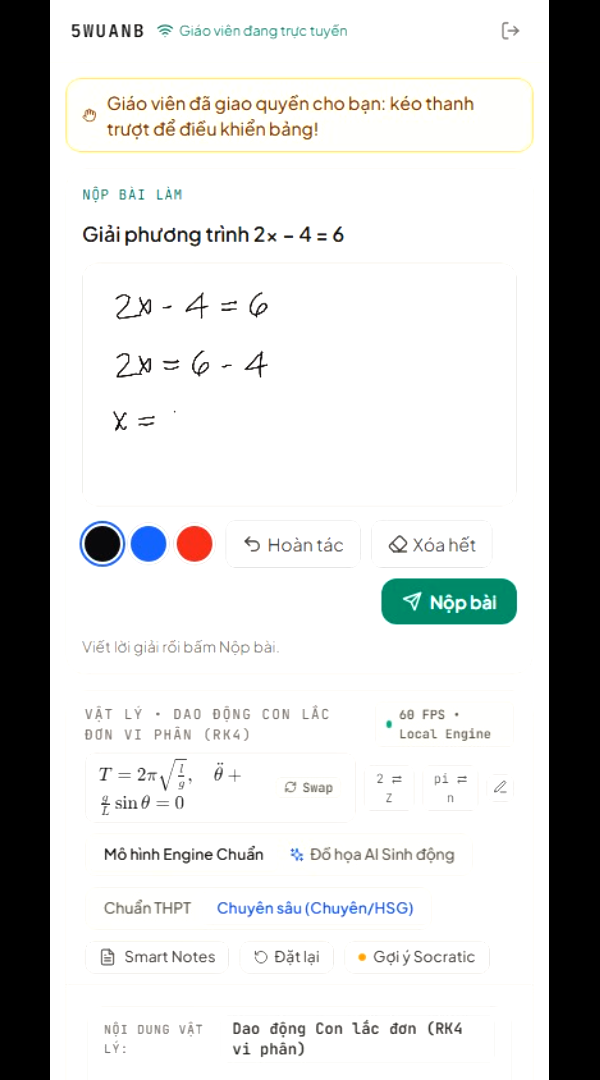 5WUANB Giáo viên đang trực tuyến
Giáo viên đã giao quyền cho bạn: kéo thanh
trượt để điều khiển bảng!
NỘP BÀI LÀM
Giải phương trình 2x − 4 = 6
2x - 4 = 6
2x = 6 - 4
x =
Hoàn tác
Xóa hết
Nộp bài
Viết lời giải rồi bấm Nộp bài.
VẬT LÝ • DAO ĐỘNG CON LẮC
ĐƠN VI PHÂN (RK4)
60 FPS •
Local Engine
T = 2π√(l/g), θ̈ +
g/L sin θ = 0
Swap
2 ⇄
Z
pi ⇄
n
Mô hình Engine Chuẩn
Đồ họa AI Sinh động
Chuẩn THPT
Chuyên sâu (Chuyên/HSG)
Smart Notes
Đặt lại
Gợi ý Socratic
NỘI DUNG VẬT
LÝ:
Dao động Con lắc đơn (RK4
vi phân)